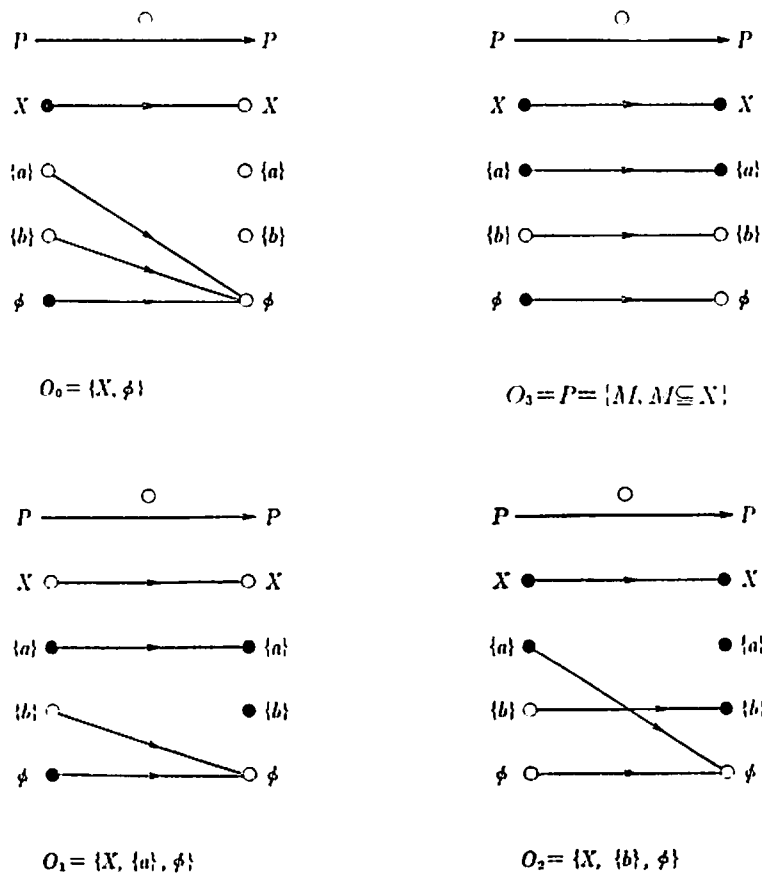 P P
X X
{a} {a}
{b} {b}
ϕ ϕ
O₀ = {X, ϕ}
P P
X X
{a} {a}
{b} {b}
ϕ ϕ
O₃ = P = {M, M ⊆ X}
P P
X X
{a} {a}
{b} {b}
ϕ ϕ
O₁ = {X, {a}, ϕ}
P P
X X
{a} {a}
{b} {b}
ϕ ϕ
O₂ = {X, {b}, ϕ}